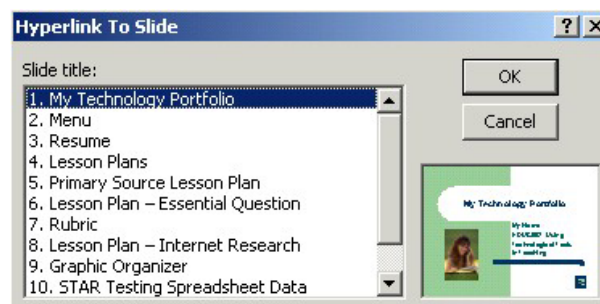 Hyperlink To Slide
Slide title:
1. My Technology Portfolio
2. Menu
3. Resume
4. Lesson Plans
5. Primary Source Lesson Plan
6. Lesson Plan – Essential Question
7. Rubric
8. Lesson Plan – Internet Research
9. Graphic Organizer
10. STAR Testing Spreadsheet Data
OK
Cancel
My Technology Portfolio
My Name